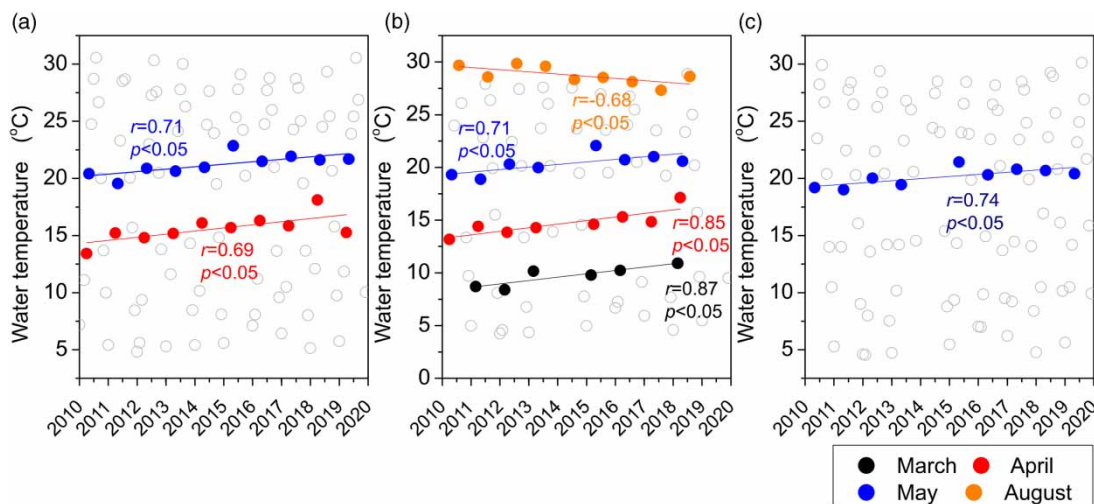 (a)
(b)
(c)
Water temperature (°C)
30
25
20
15
10
5
r=0.71
p<0.05
r=0.69
p<0.05
2010 2011 2012 2013 2014 2015 2016 2017 2018 2019 2020
Water temperature (°C)
30
25
20
15
10
5
0
r=-0.68
p<0.05
r=0.71
p<0.05
r=0.85
p<0.05
r=0.87
p<0.05
2010 2011 2012 2013 2014 2015 2016 2017 2018 2019 2020
Water temperature (°C)
30
25
20
15
10
5
r=0.74
p<0.05
2010 2011 2012 2013 2014 2015 2016 2017 2018 2019 2020
March April
May August